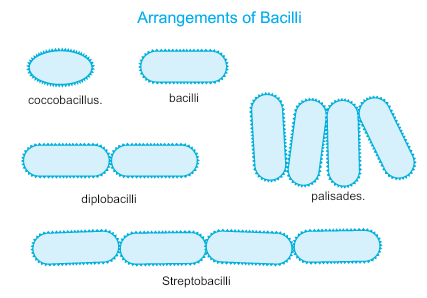 Arrangements of Bacilli
coccobacillus.
bacilli
diplobacilli
palisades.
Streptobacilli